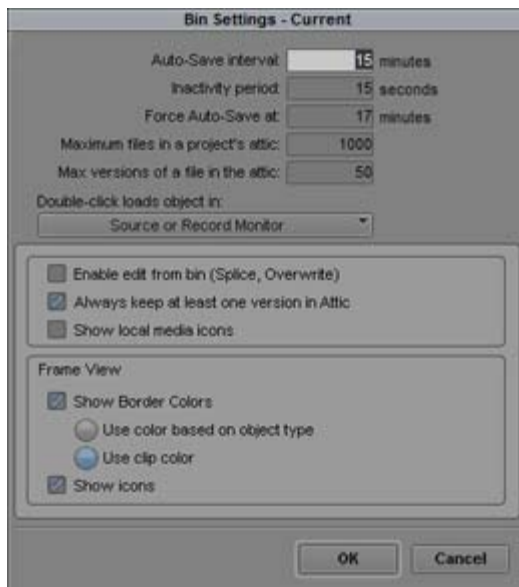 Bin Settings - Current
Auto-Save interval: 15 minutes
Inactivity period: 15 seconds
Force Auto-Save at: 17 minutes
Maximum files in a project's attic: 1000
Max versions of a file in the attic: 50
Double-click loads object in:
Source or Record Monitor
Enable edit from bin (Splice, Overwrite)
Always keep at least one version in Attic
Show local media icons
Frame View
Show Border Colors
Use color based on object type
Use clip color
Show icons
OK Cancel